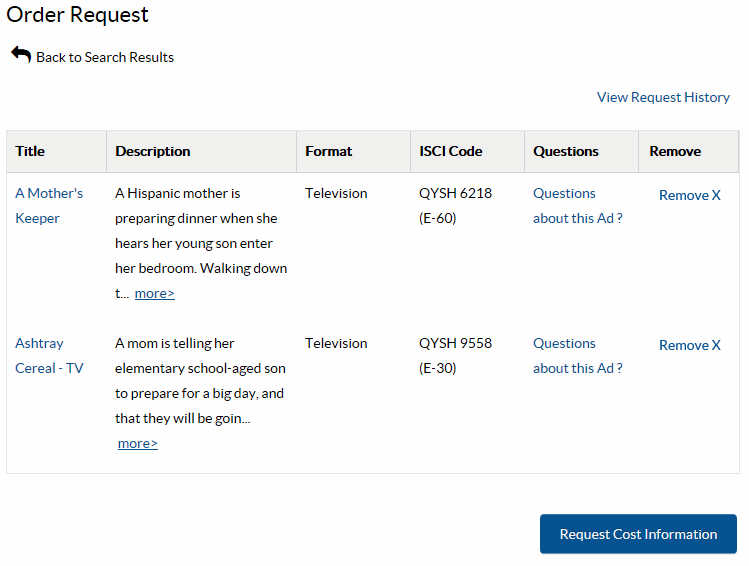 Order Request
Back to Search Results
View Request History
Title Description Format ISCI Code Questions Remove
A Mother's
Keeper
A Hispanic mother is
preparing dinner when she
hears her young son enter
her bedroom. Walking down
t... more>
Television
QYSH 6218
(E-60)
Questions
about this Ad ?
Remove X
Ashtray
Cereal - TV
A mom is telling her
elementary school-aged son
to prepare for a big day, and
that they will be goin...
more>
Television
QYSH 9558
(E-30)
Questions
about this Ad ?
Remove X
Request Cost Information